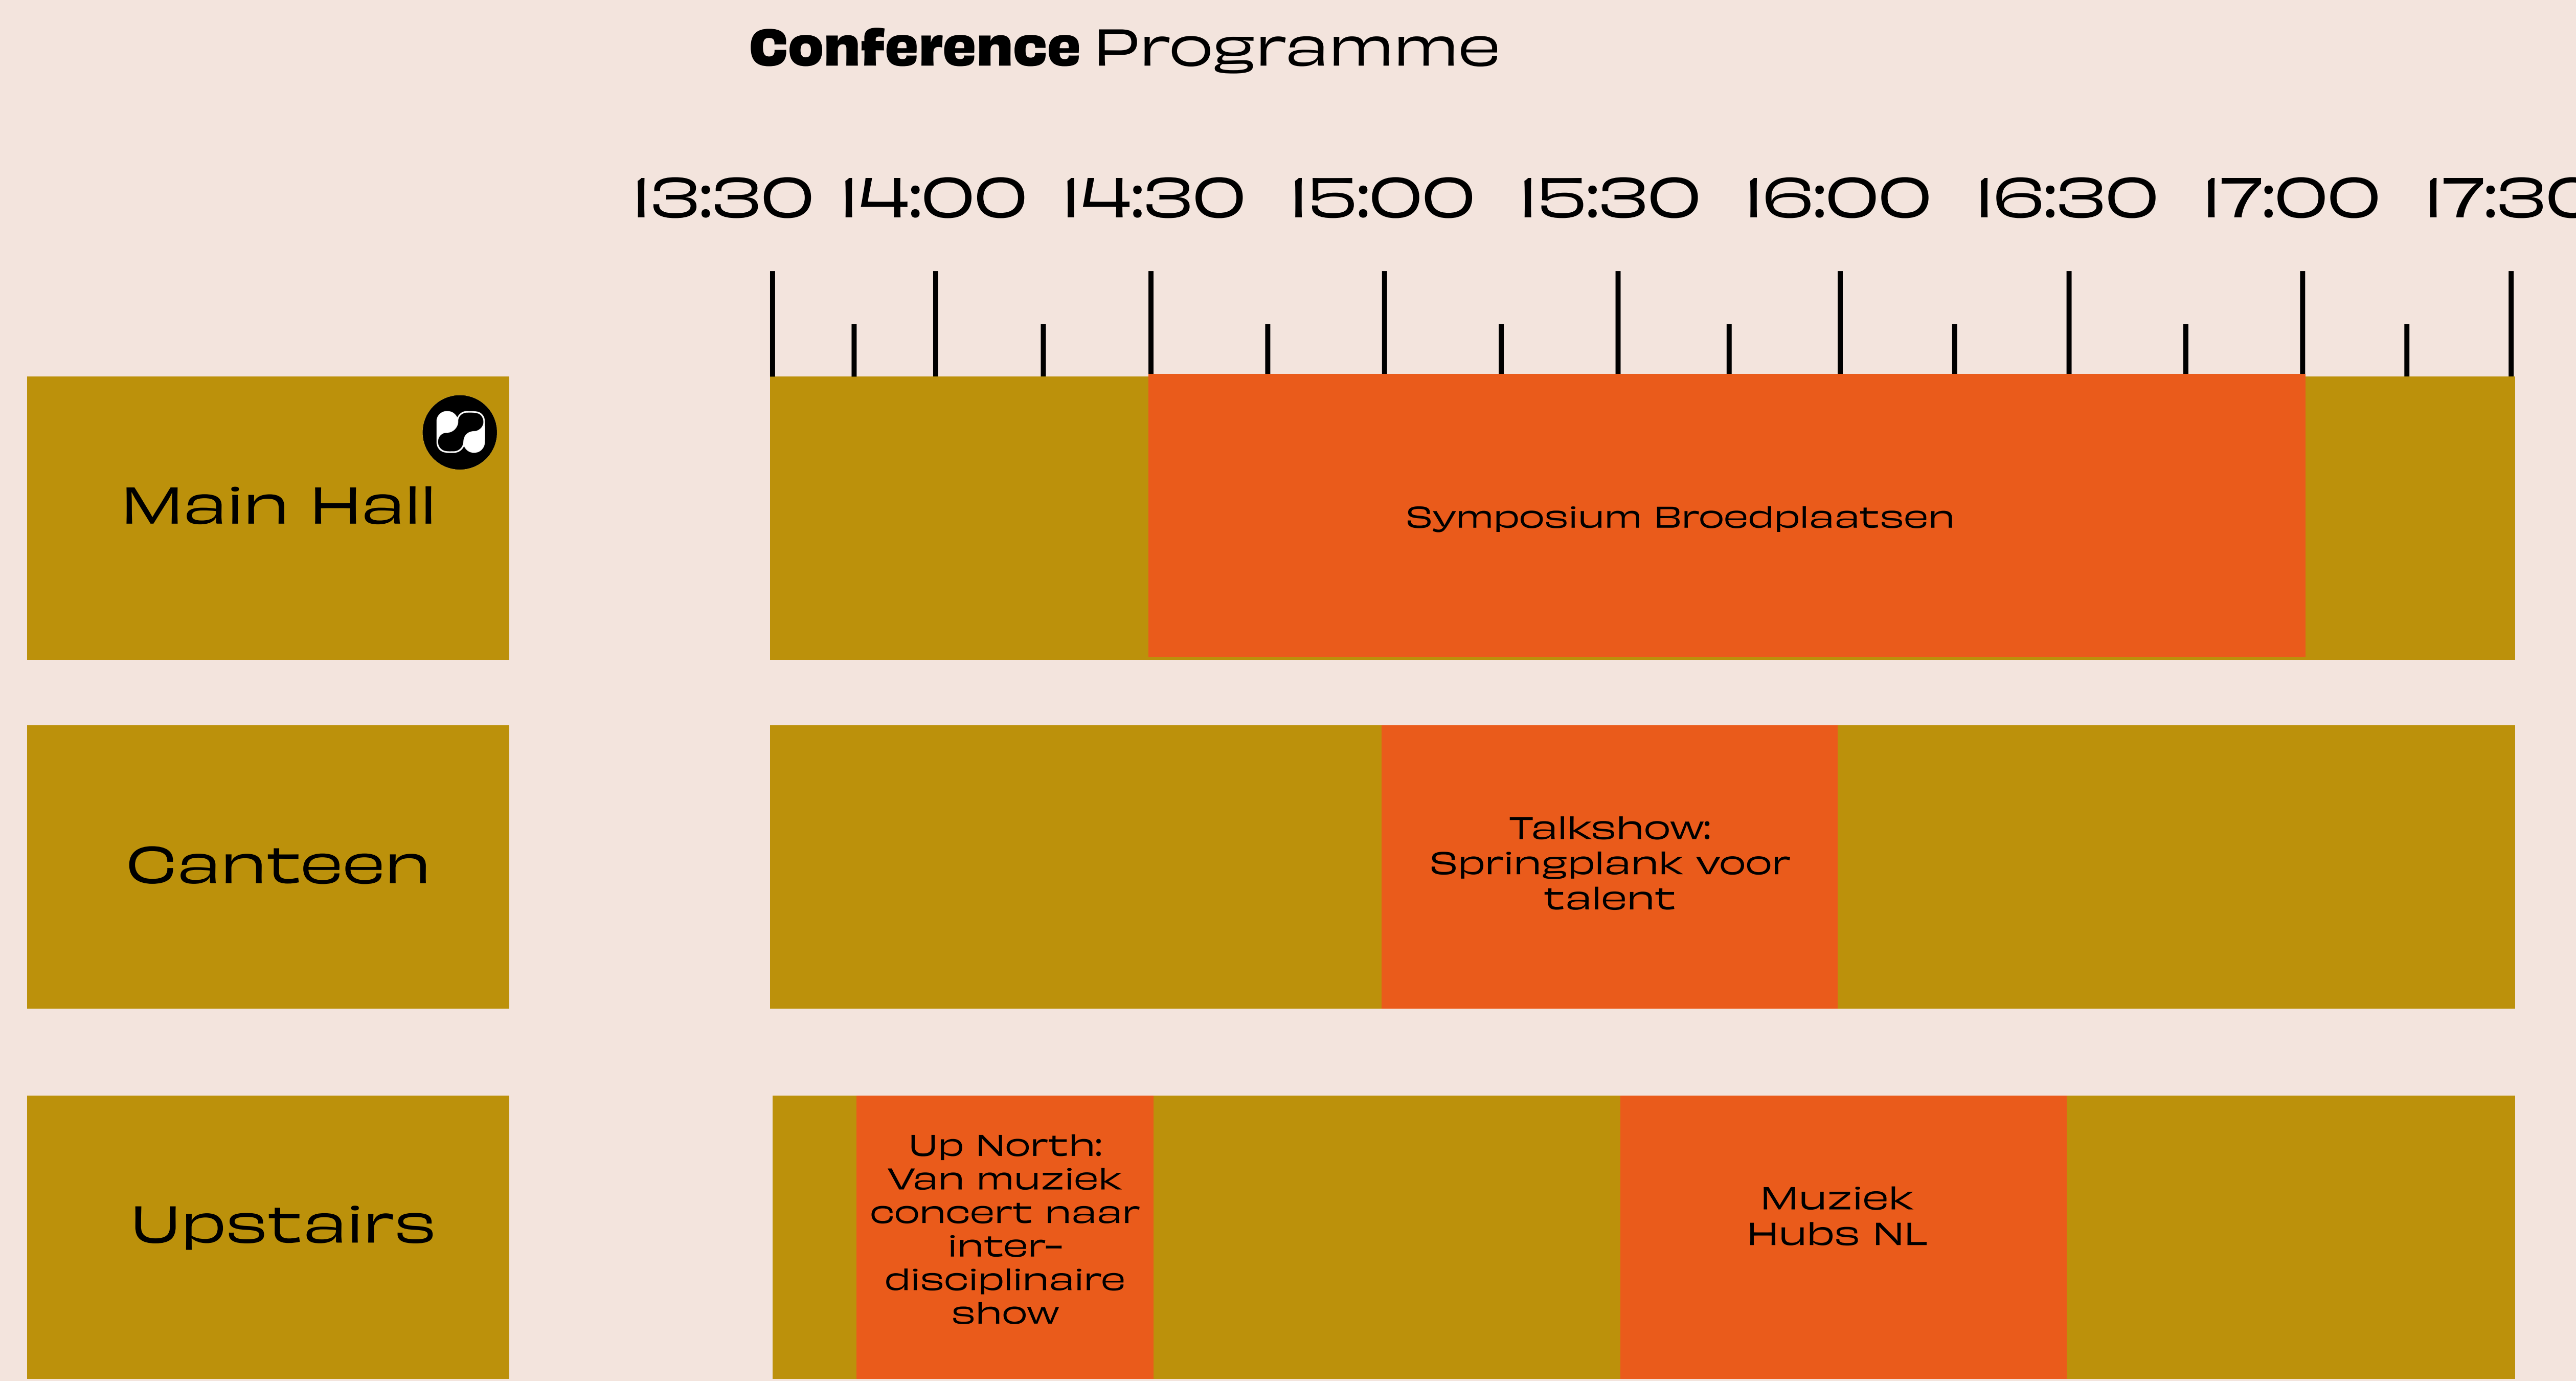 Conference Programme
13:30 14:00 14:30 15:00 15:30 16:00 16:30 17:00 17:30
Main Hall
Symposium Broedplaatsen
Canteen
Talkshow:
Springplank voor
talent
Upstairs
Up North:
Van muziek
concert naar
inter-
disciplinaire
show
Muziek
Hubs NL